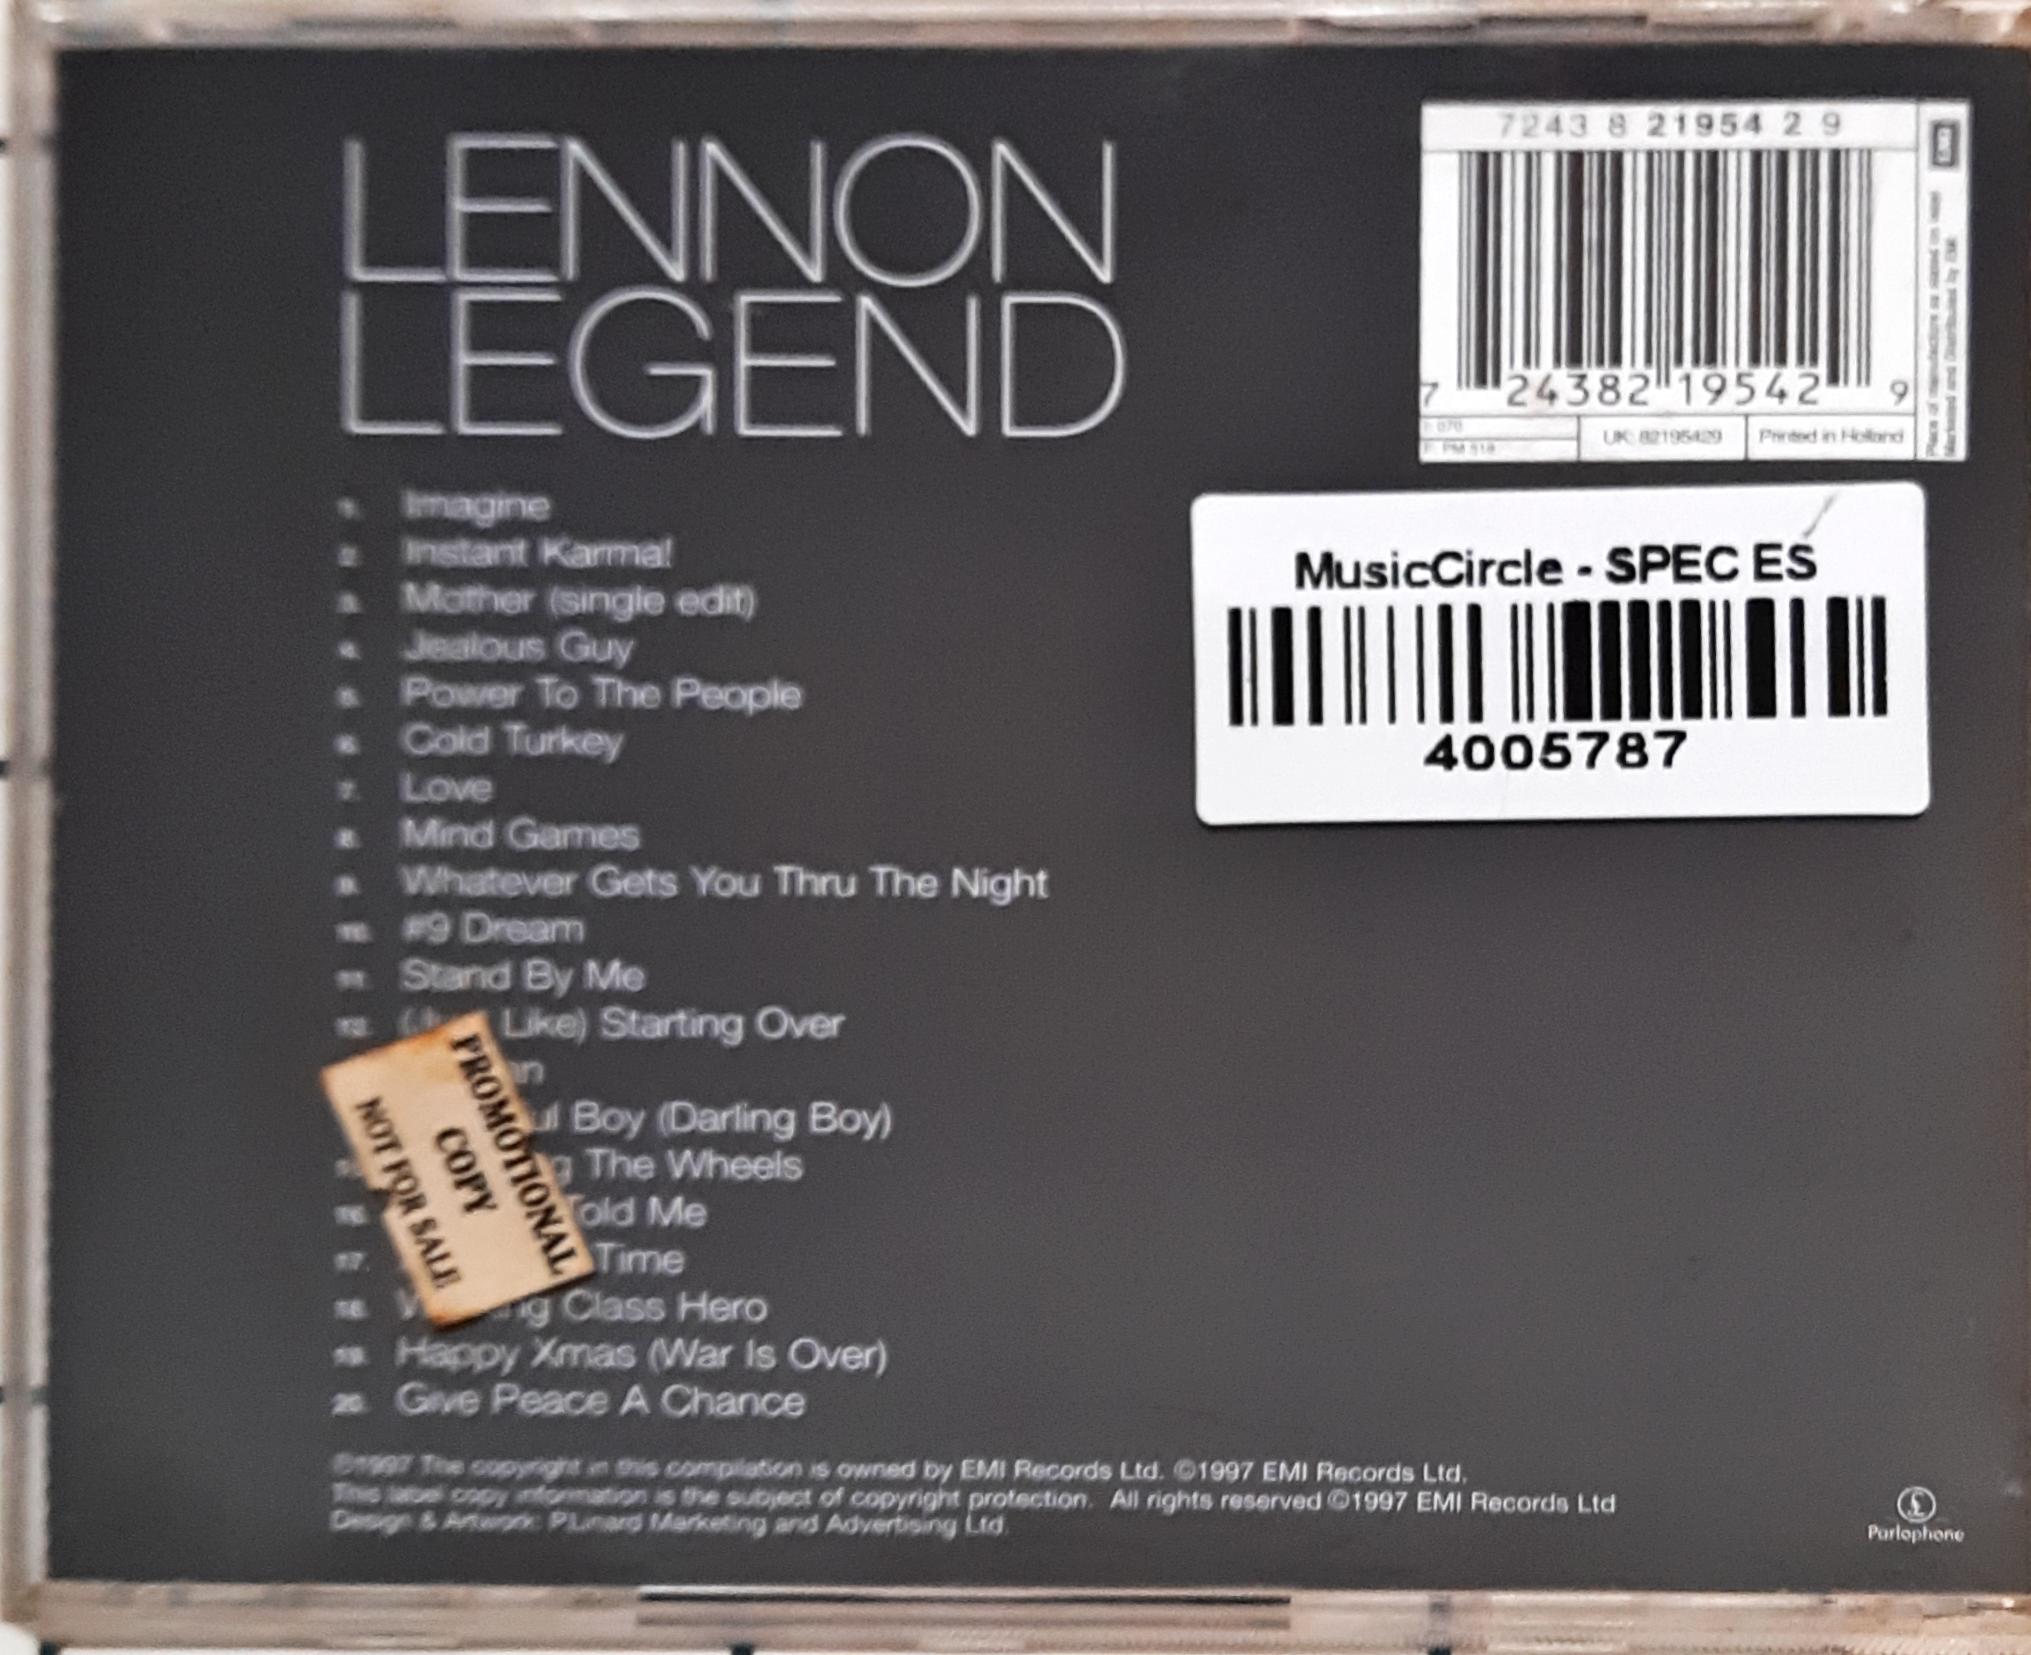 LENNON
LEGEND
7243 8 21954 2 9
EMI
7 24382 19542 9
UK: 82195429
Printed in Holland
MusicCircle - SPEC ES
4005787
1. Imagine
2. Instant Karma!
3. Mother (single edit)
4. Jealous Guy
5. Power To The People
6. Cold Turkey
7. Love
8. Mind Games
9. Whatever Gets You Thru The Night
10. #9 Dream
11. Stand By Me
12. Like) Starting Over
Boy (Darling Boy)
The Wheels
16. Told Me
17. Time
18. Class Hero
19. Happy Xmas (War Is Over)
20. Give Peace A Chance
PROMOTIONAL
COPY
NOT FOR SALE
℗1997 The copyright in this compilation is owned by EMI Records Ltd. ©1997 EMI Records Ltd.
This label copy information is the subject of copyright protection. All rights reserved ©1997 EMI Records Ltd
Design & Artwork: Marketing and Advertising Ltd.
£
Parlophone